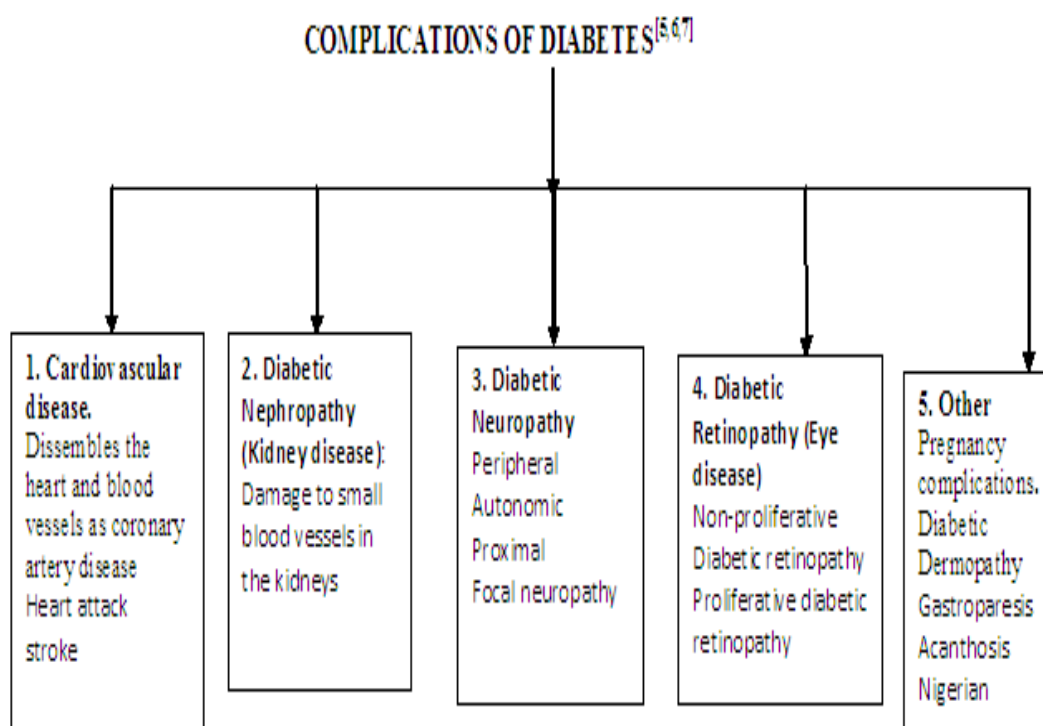 COMPLICATIONS OF DIABETES[5,6,7]
1. Cardiovascular
disease.
Dissembles the
heart and blood
vessels as coronary
artery disease
Heart attack
stroke
2. Diabetic
Nephropathy
(Kidney disease):
Damage to small
blood vessels in
the kidneys
3. Diabetic
Neuropathy
Peripheral
Autonomic
Proximal
Focal neuropathy
4. Diabetic
Retinopathy (Eye
disease)
Non-proliferative
Diabetic retinopathy
Proliferative diabetic
retinopathy
5. Other
Pregnancy
complications.
Diabetic
Dermopathy
Gastroparesis
Acanthosis
Nigerian